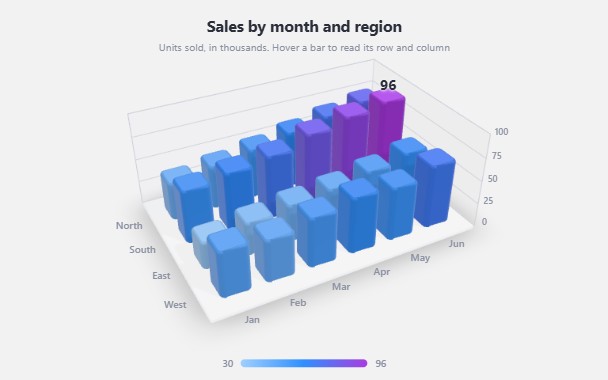 Sales by month and region
Units sold, in thousands. Hover a bar to read its row and column
96
100
75
50
25
0
North
South
East
West
Jan
Feb
Mar
Apr
May
Jun
30 96